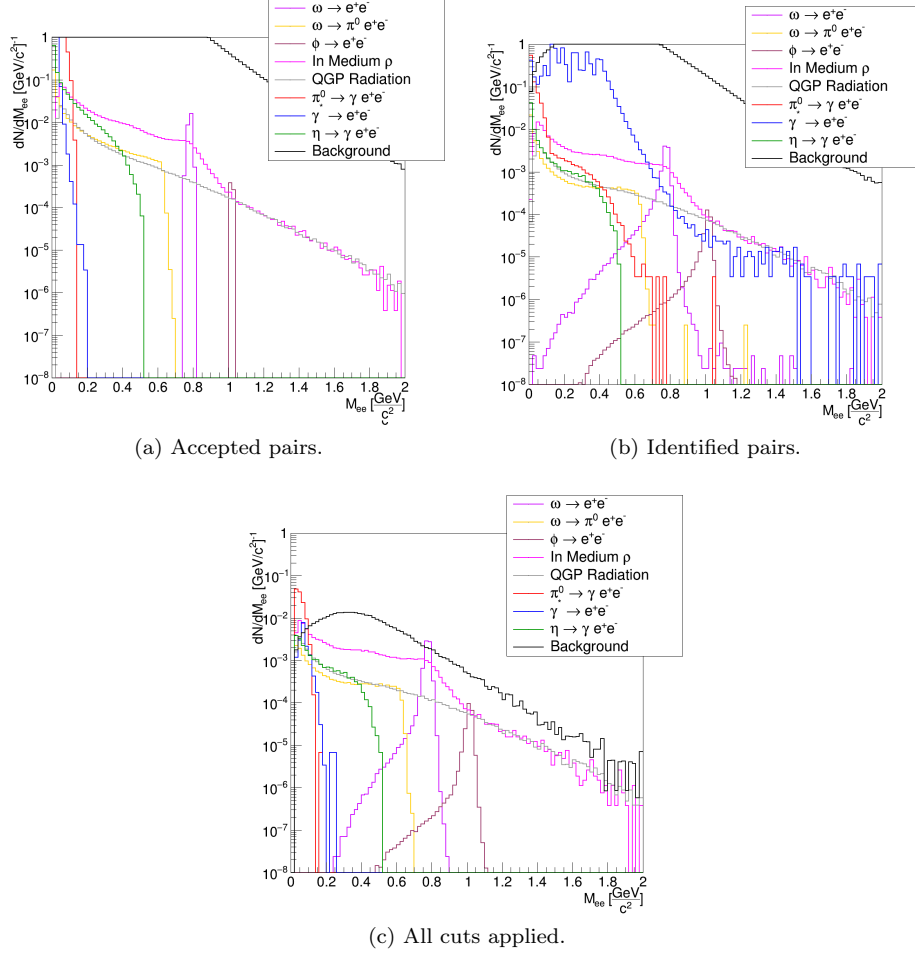 ω → e⁺e⁻
ω → π⁰ e⁺e⁻
ϕ → e⁺e⁻
In Medium ρ
QGP Radiation
π⁰ → γ e⁺e⁻
γ* → e⁺e⁻
η → γ e⁺e⁻
Background
dN/dMee [GeV/c²]⁻¹
1
10⁻¹
10⁻²
10⁻³
10⁻⁴
10⁻⁵
10⁻⁶
10⁻⁷
10⁻⁸
0 0.2 0.4 0.6 0.8 1 1.2 1.4 1.6 1.8 2
Mee [GeV/c²]
(a) Accepted pairs.
ω → e⁺e⁻
ω → π⁰ e⁺e⁻
ϕ → e⁺e⁻
In Medium ρ
QGP Radiation
π⁰ → γ e⁺e⁻
γ* → e⁺e⁻
η → γ e⁺e⁻
Background
dN/dMee [GeV/c²]⁻¹
1
10⁻¹
10⁻²
10⁻³
10⁻⁴
10⁻⁵
10⁻⁶
10⁻⁷
10⁻⁸
0 0.2 0.4 0.6 0.8 1 1.2 1.4 1.6 1.8 2
Mee [GeV/c²]
(b) Identified pairs.
ω → e⁺e⁻
ω → π⁰ e⁺e⁻
ϕ → e⁺e⁻
In Medium ρ
QGP Radiation
π⁰ → γ e⁺e⁻
γ* → e⁺e⁻
η → γ e⁺e⁻
Background
dN/dMee [GeV/c²]⁻¹
1
10⁻¹
10⁻²
10⁻³
10⁻⁴
10⁻⁵
10⁻⁶
10⁻⁷
10⁻⁸
0 0.2 0.4 0.6 0.8 1 1.2 1.4 1.6 1.8 2
Mee [GeV/c²]
(c) All cuts applied.